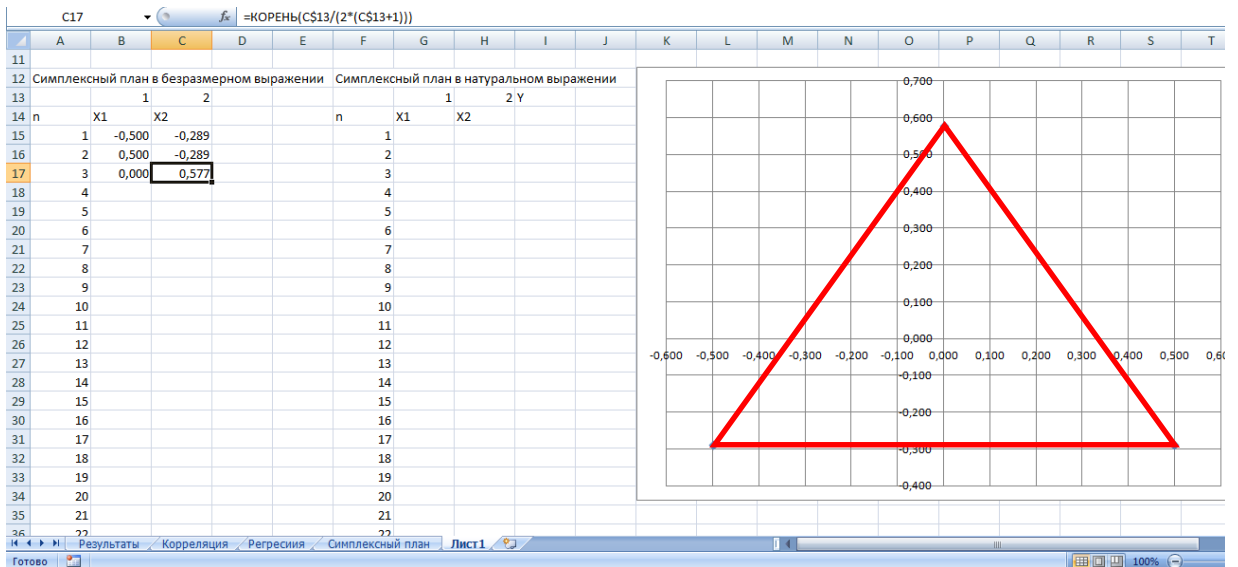 C17 fx =КОРЕНЬ(C$13/(2*(C$13+1)))
A B C D E F G H I J K L M N O P Q R S T
11
12 Симплексный план в безразмерном выражении Симплексный план в натуральном выражении
13 1 2 1 2 Y
14 n X1 X2 n X1 X2
15 1 -0,500 -0,289 1
16 2 0,500 -0,289 2
17 3 0,000 0,577 3
18 4 4
19 5 5
20 6 6
21 7 7
22 8 8
23 9 9
24 10 10
25 11 11
26 12 12
27 13 13
28 14 14
29 15 15
30 16 16
31 17 17
32 18 18
33 19 19
34 20 20
35 21 21
36 22 22
0,700
0,600
0,500
0,400
0,300
0,200
0,100
0,000
-0,600 -0,500 -0,400 -0,300 -0,200 -0,100 0,000 0,100 0,200 0,300 0,400 0,500 0,60
-0,100
-0,200
-0,300
-0,400
Результаты Корреляция Регресиия Симплексный план Лист1
Готово 100%